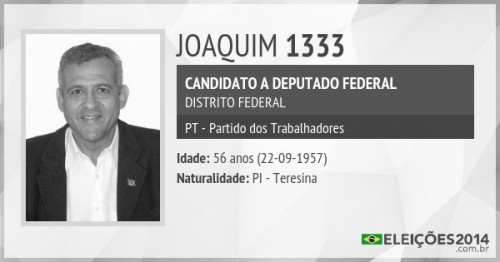 JOAQUIM 1333
CANDIDATO A DEPUTADO FEDERAL
DISTRITO FEDERAL
PT - Partido dos Trabalhadores
Idade: 56 anos (22-09-1957)
Naturalidade: PI - Teresina
ELEIÇÕES2014
.com.br